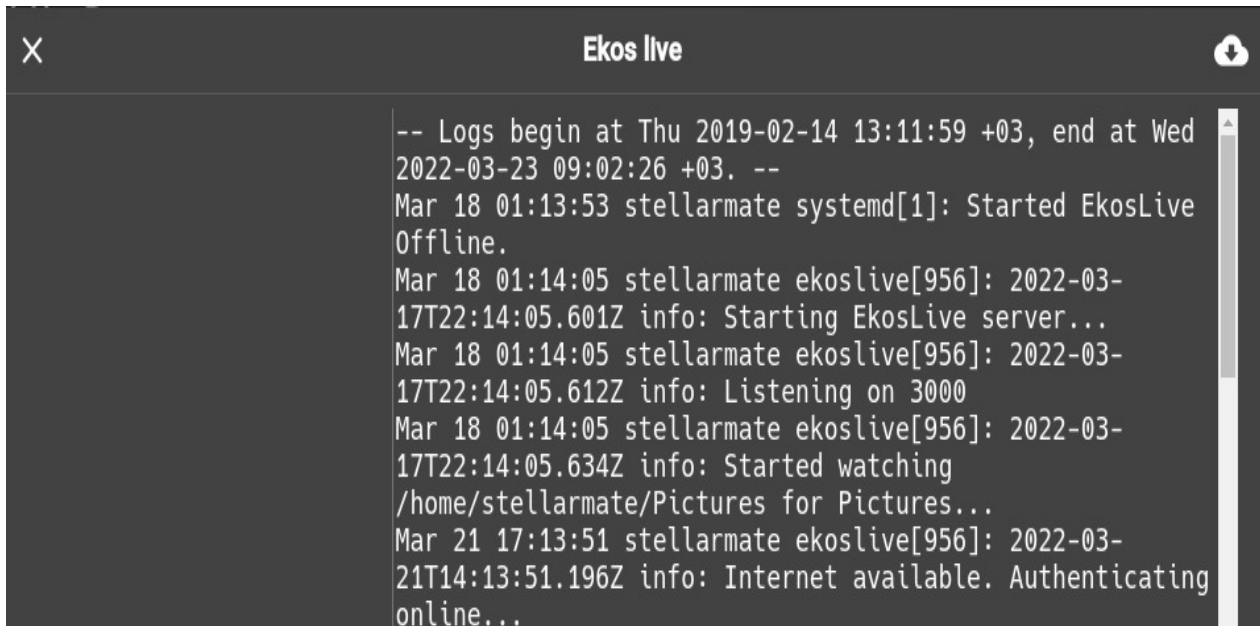 Ekos live
-- Logs begin at Thu 2019-02-14 13:11:59 +03, end at Wed
2022-03-23 09:02:26 +03. --
Mar 18 01:13:53 stellarmate systemd[1]: Started EkosLive
Offline.
Mar 18 01:14:05 stellarmate ekoslive[956]: 2022-03-
17T22:14:05.601Z info: Starting EkosLive server...
Mar 18 01:14:05 stellarmate ekoslive[956]: 2022-03-
17T22:14:05.612Z info: Listening on 3000
Mar 18 01:14:05 stellarmate ekoslive[956]: 2022-03-
17T22:14:05.634Z info: Started watching
/home/stellarmate/Pictures for Pictures...
Mar 21 17:13:51 stellarmate ekoslive[956]: 2022-03-
21T14:13:51.196Z info: Internet available. Authenticating
online...